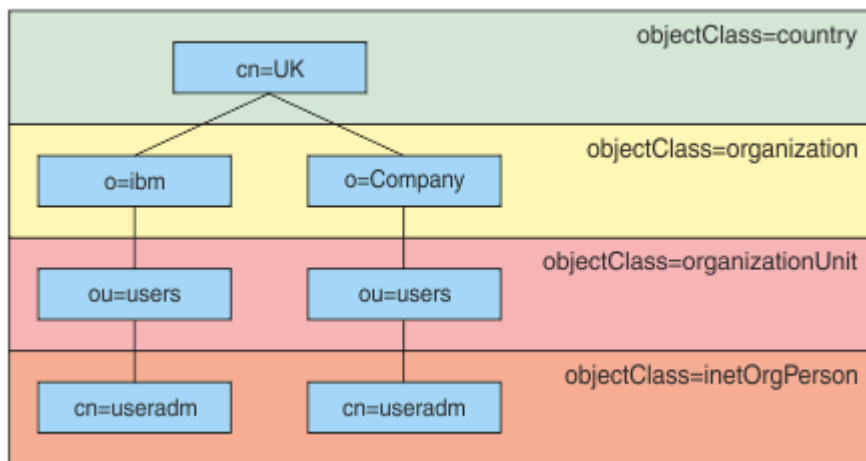 objectClass=country
cn=UK
objectClass=organization
o=ibm
o=Company
objectClass=organizationUnit
ou=users
ou=users
objectClass=inetOrgPerson
cn=useradm
cn=useradm